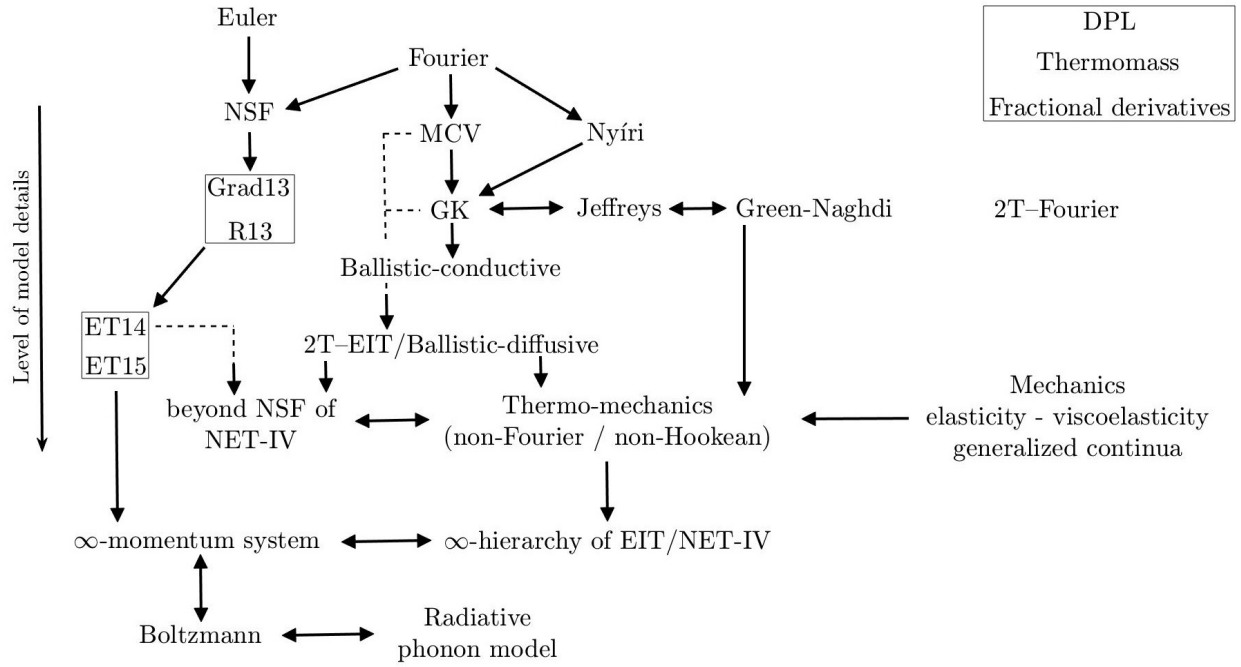 Euler
DPL
Thermomass
Fractional derivatives
Fourier
NSF
MCV
Nyíri
Level of model details
Grad13
R13
GK
Jeffreys
Green-Naghdi
2T–Fourier
Ballistic-conductive
ET14
ET15
2T–EIT/Ballistic-diffusive
beyond NSF of
NET-IV
Thermo-mechanics
(non-Fourier / non-Hookean)
Mechanics
elasticity - viscoelasticity
generalized continua
∞-momentum system
∞-hierarchy of EIT/NET-IV
Boltzmann
Radiative
phonon model